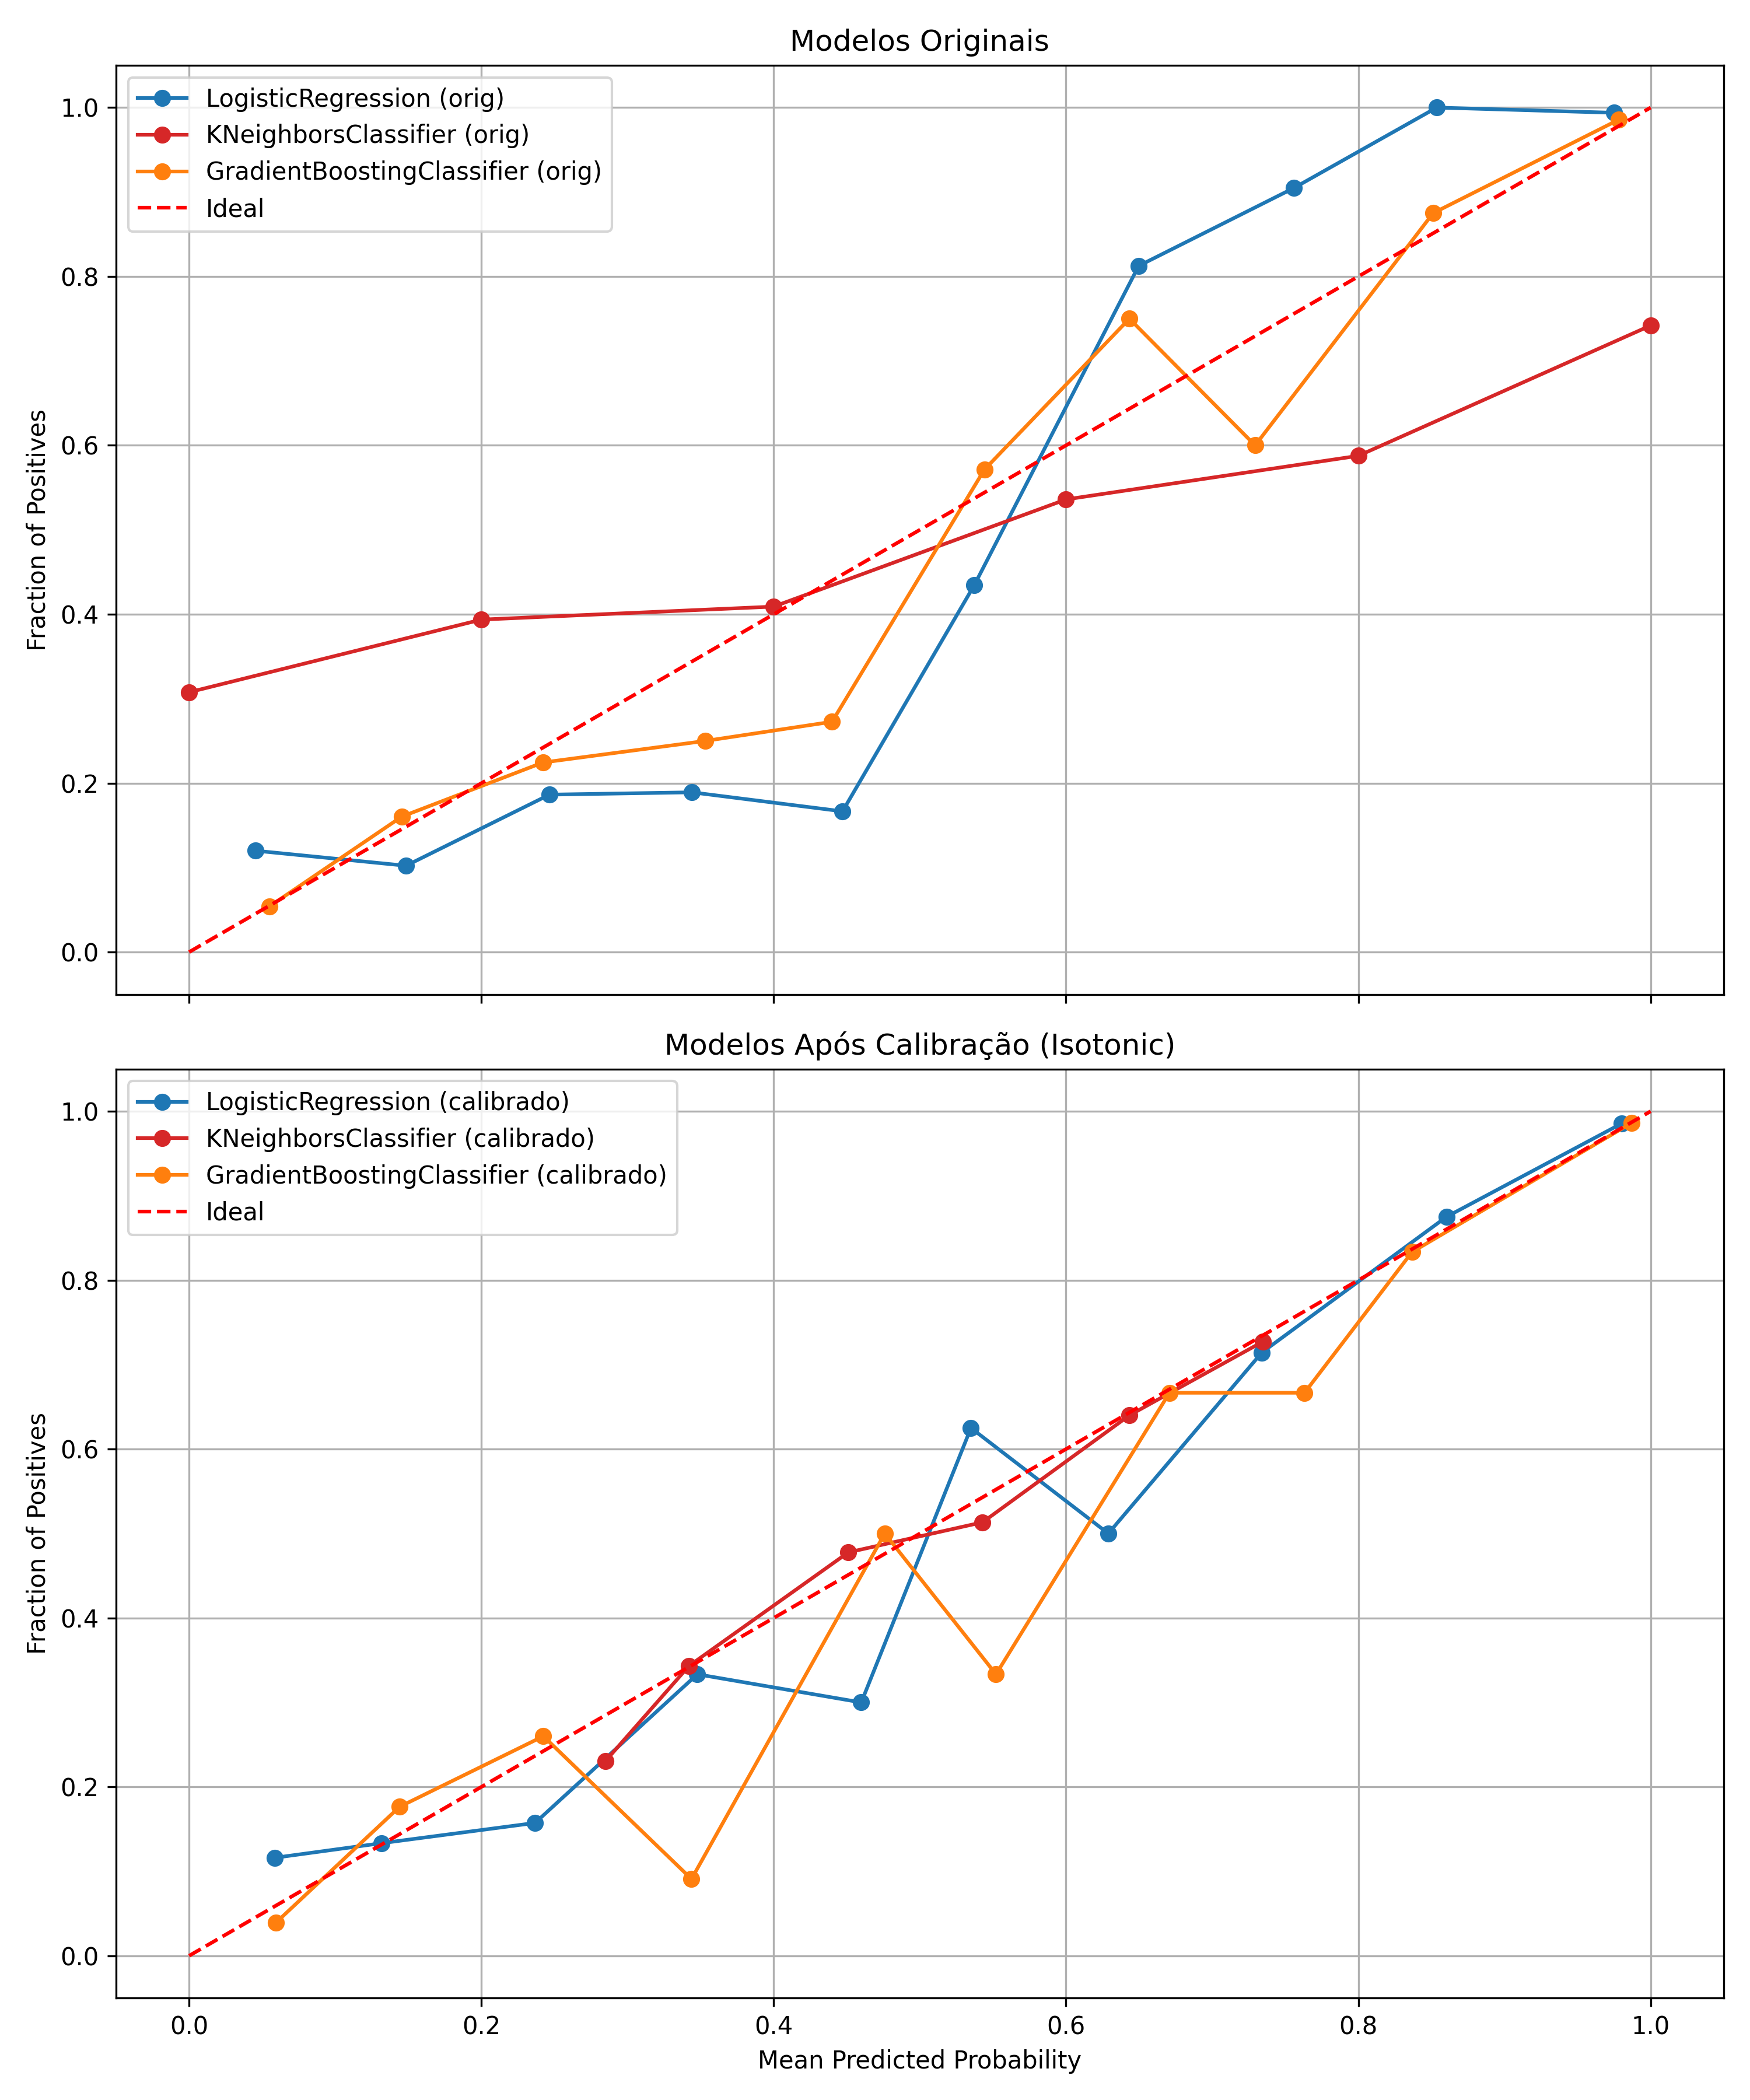 Modelos Originais
LogisticRegression (orig)
KNeighborsClassifier (orig)
GradientBoostingClassifier (orig)
Ideal
Fraction of Positives
1.0
0.8
0.6
0.4
0.2
0.0
Modelos Após Calibração (Isotonic)
LogisticRegression (calibrado)
KNeighborsClassifier (calibrado)
GradientBoostingClassifier (calibrado)
Ideal
Fraction of Positives
1.0
0.8
0.6
0.4
0.2
0.0
0.0 0.2 0.4 0.6 0.8 1.0
Mean Predicted Probability